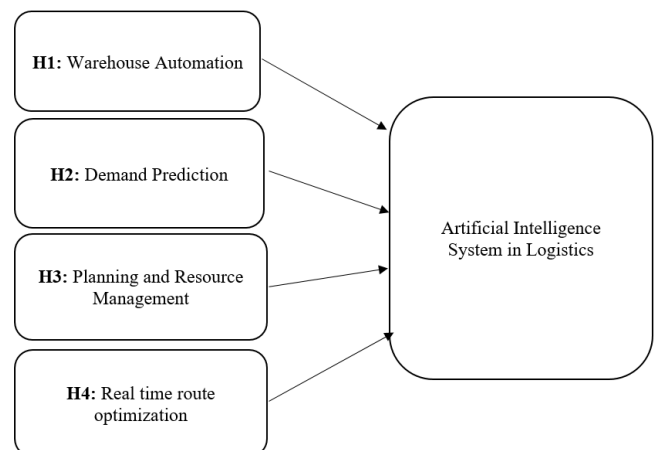 H1: Warehouse Automation
H2: Demand Prediction
H3: Planning and Resource
Management
H4: Real time route
optimization
Artificial Intelligence
System in Logistics